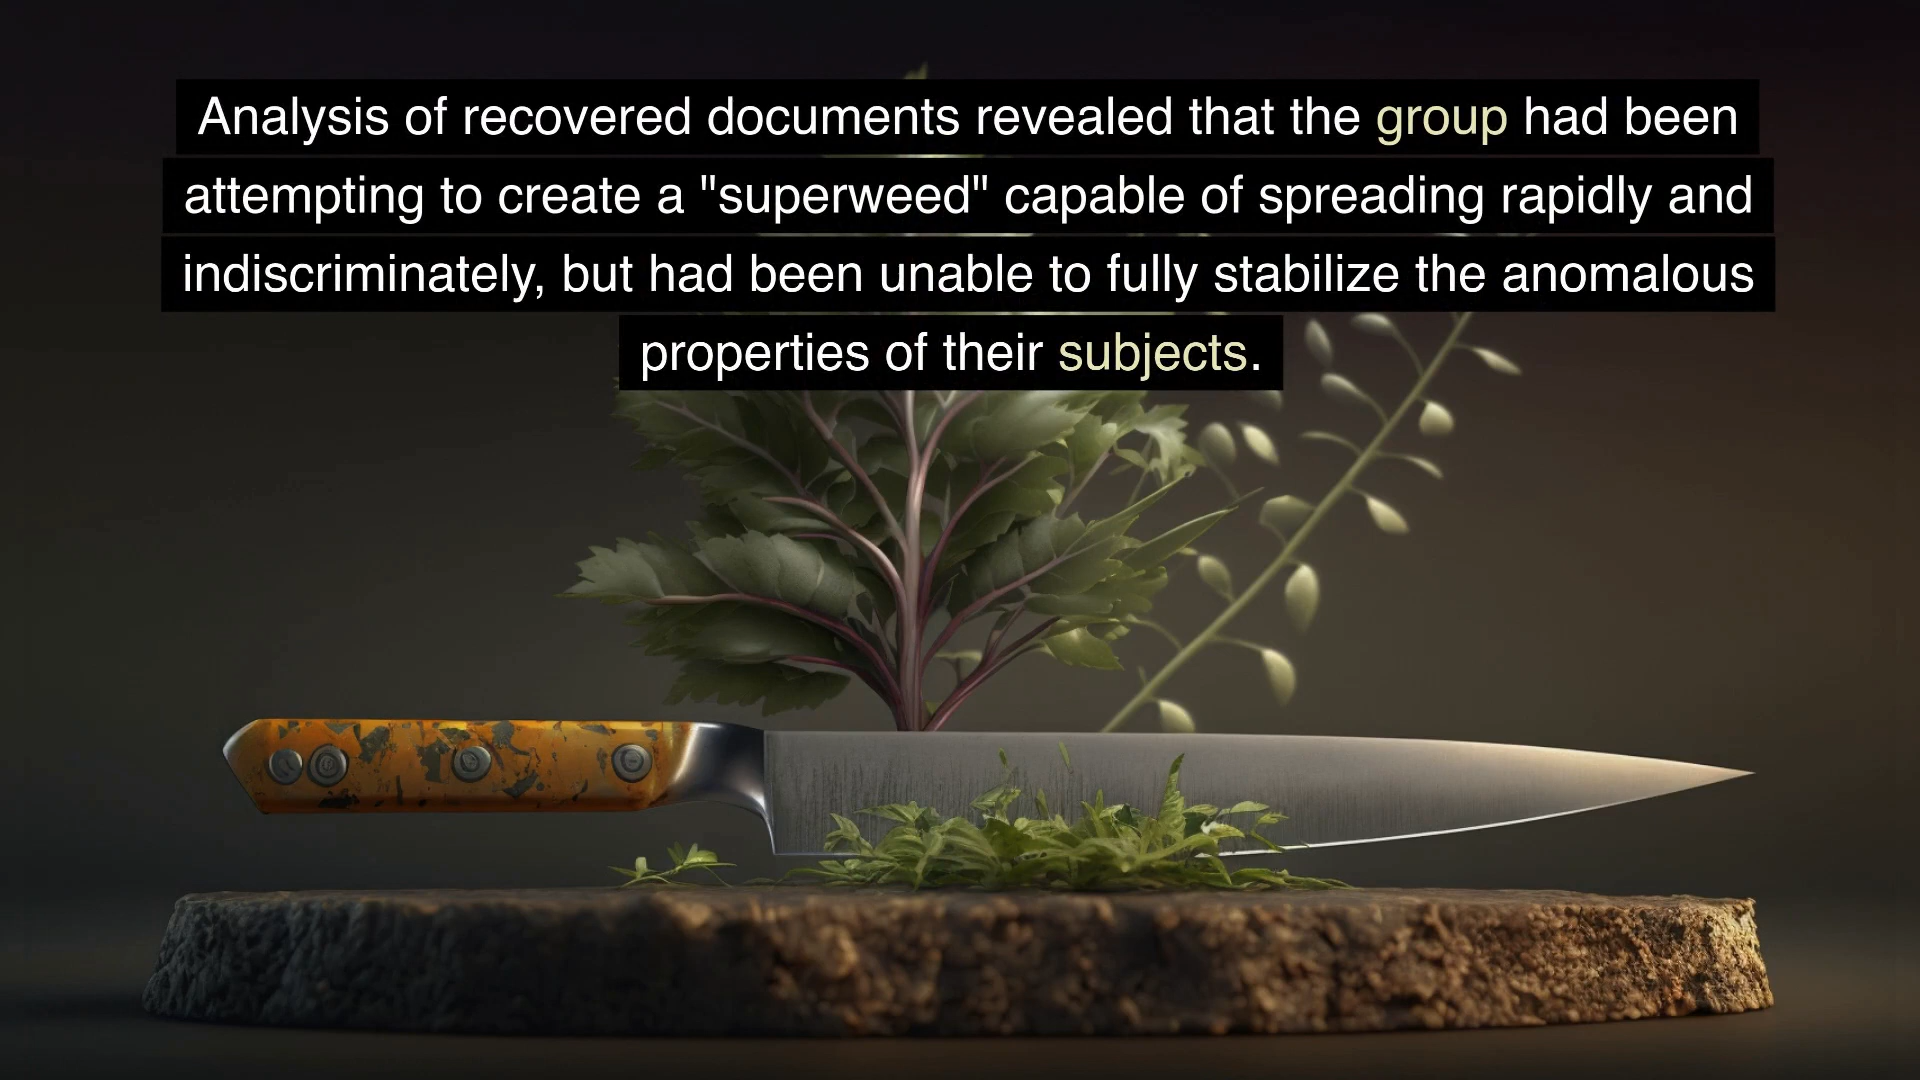 Analysis of recovered documents revealed that the group had been
attempting to create a "superweed" capable of spreading rapidly and
indiscriminately, but had been unable to fully stabilize the anomalous
properties of their subjects.